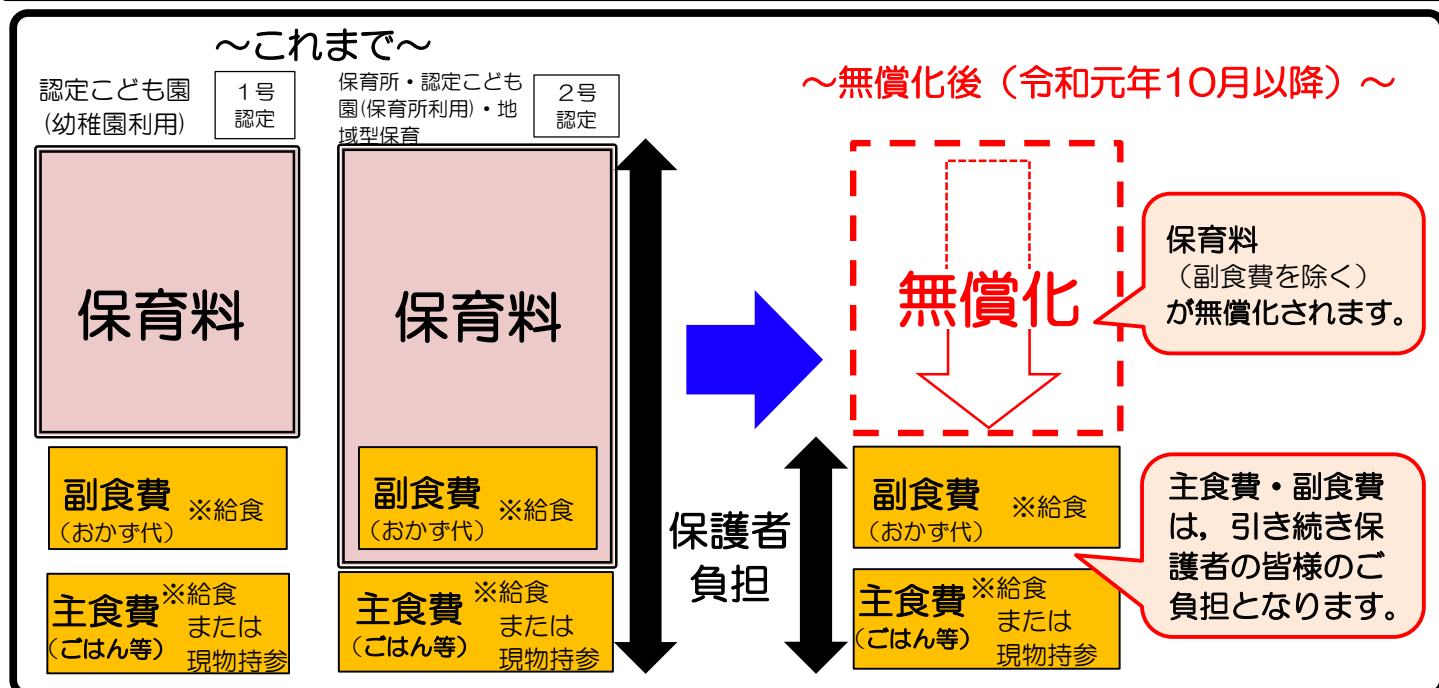 ～これまで～
認定こども園
(幼稚園利用)
１号
認定
保育所・認定こども
園(保育所利用)・地
域型保育
２号
認定
保育料
副食費 ※給食
（おかず代）
主食費 ※給食
（ごはん等） または
現物持参
保育料
副食費 ※給食
（おかず代）
主食費 ※給食
（ごはん等） または
現物持参
保護者
負担
～無償化後（令和元年10月以降）～
無償化
保育料
（副食費を除く）
が無償化されます。
副食費 ※給食
（おかず代）
主食費 ※給食
（ごはん等） または
現物持参
主食費・副食費
は，引き続き保
護者の皆様のご
負担となります。